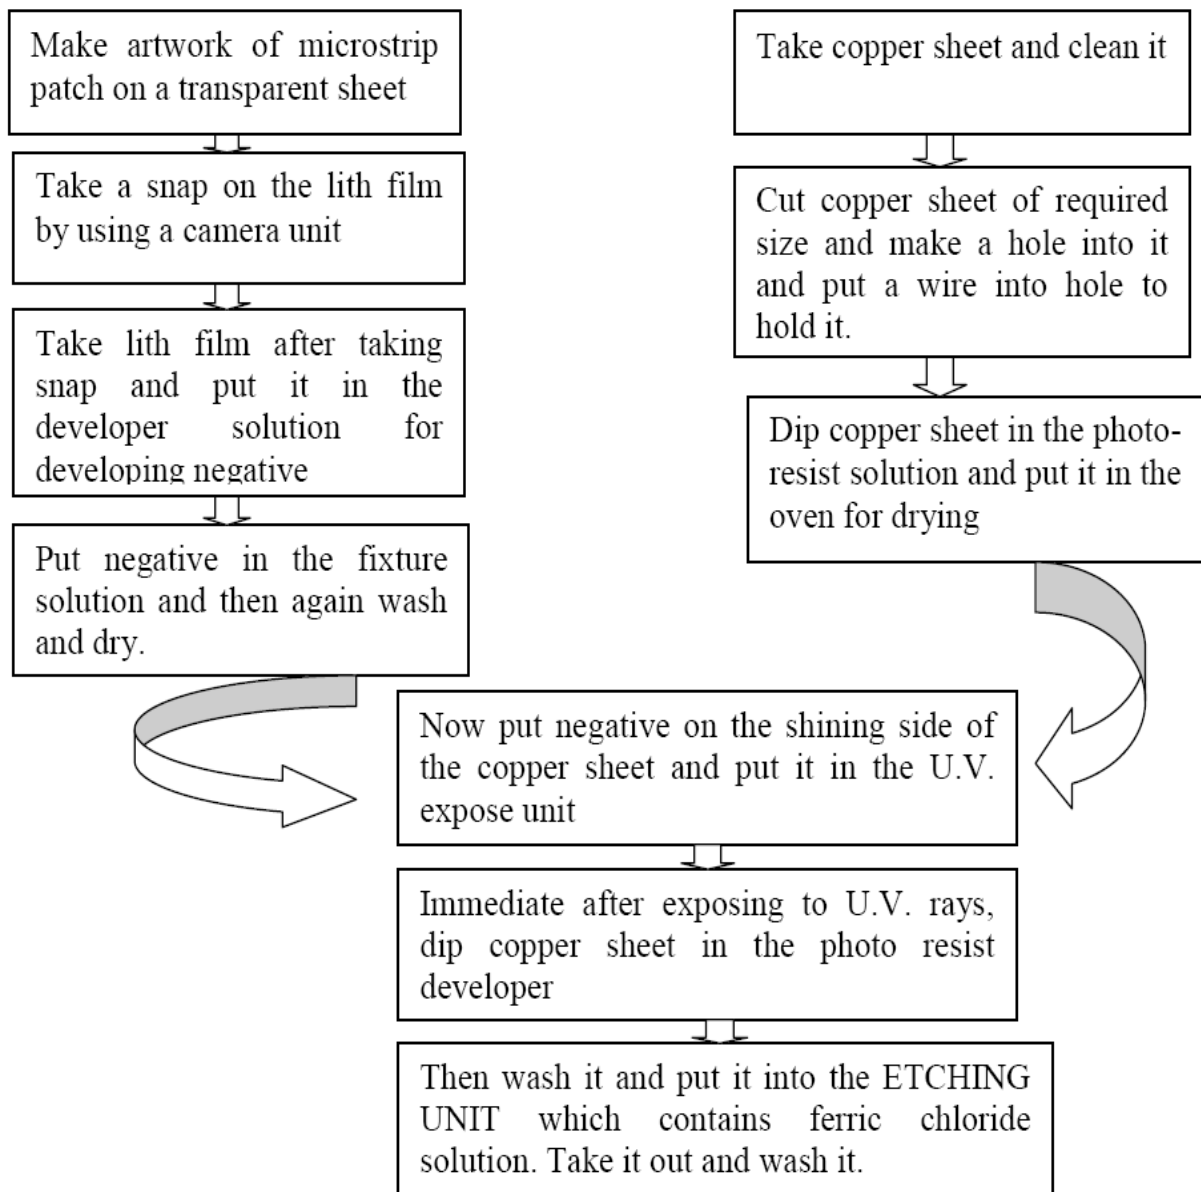 Make artwork of microstrip
patch on a transparent sheet
Take a snap on the lith film
by using a camera unit
Take lith film after taking
snap and put it in the
developer solution for
developing negative
Put negative in the fixture
solution and then again wash
and dry.
Take copper sheet and clean it
Cut copper sheet of required
size and make a hole into it
and put a wire into hole to
hold it.
Dip copper sheet in the photo-
resist solution and put it in the
oven for drying
Now put negative on the shining side of
the copper sheet and put it in the U.V.
expose unit
Immediate after exposing to U.V. rays,
dip copper sheet in the photo resist
developer
Then wash it and put it into the ETCHING
UNIT which contains ferric chloride
solution. Take it out and wash it.